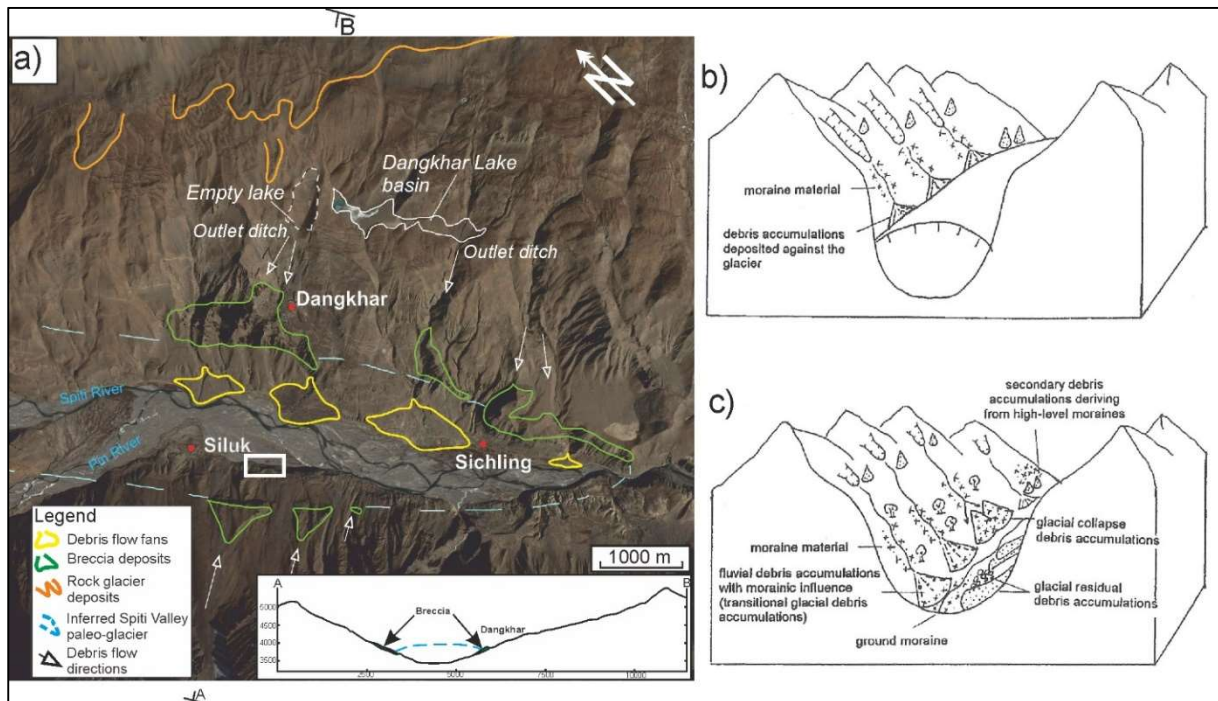 B
a)
N
Dangkhar Lake
basin
Empty lake
Outlet ditch
Outlet ditch
Dangkhar
Spiti River
Pin River
Siluk
Sichling
Legend
Debris flow fans
Breccia deposits
Rock glacier
deposits
Inferred Spiti Valley
paleo-glacier
Debris flow
directions
1000 m
A
B
Breccia
Dangkhar
5000
4500
4000
3500
2500
5000
7500
10000
A
b)
moraine material
debris accumulations
deposited against the
glacier
c)
secondary debris
accumulations deriving
from high-level moraines
moraine material
glacial collapse
debris accumulations
fluvial debris accumulations
with morainic influence
(transitional glacial debris
accumulations)
glacial residual
debris accumulations
ground moraine